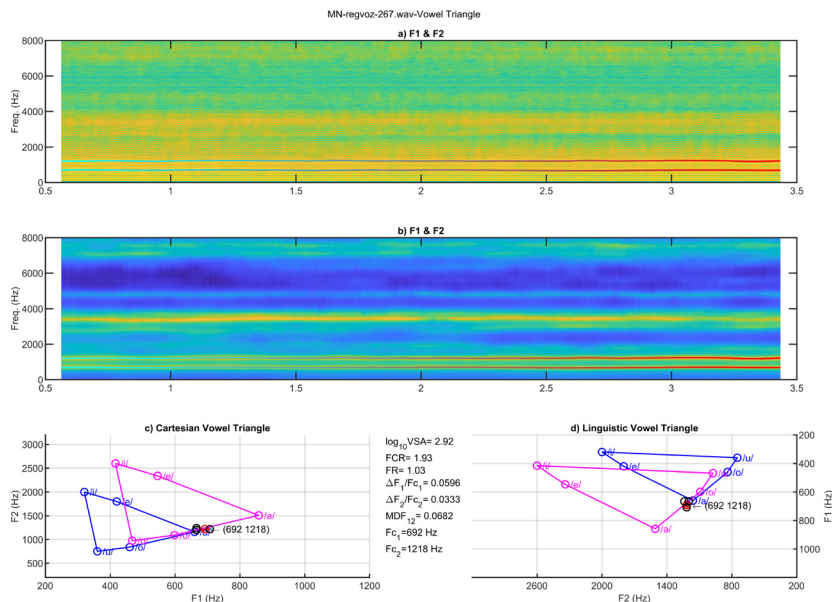 MN-regvoz-267.wav-Vowel Triangle
a) F1 & F2
Freq. (Hz)
8000
6000
4000
2000
0
0.5 1 1.5 2 2.5 3 3.5
b) F1 & F2
Freq. (Hz)
8000
6000
4000
2000
0
0.5 1 1.5 2 2.5 3 3.5
c) Cartesian Vowel Triangle
F2 (Hz)
3000
2500
2000
1500
1000
500
/i/
/e/
/i/
/e/
/a/
/u/
/o/
/a/
/u/
/o/
← (692 1218)
200 400 600 800 1000 1200
F1 (Hz)
log10VSA= 2.92
FCR= 1.93
FR= 1.03
ΔF1/Fc1= 0.0596
ΔF2/Fc2= 0.0333
MDF12= 0.0682
Fc1=692 Hz
Fc2=1218 Hz
d) Linguistic Vowel Triangle
/i/
/u/
/i/
/e/
/u/
/o/
/e/
/o/
/a/
← (692 1218)
/a/
200
400
600
800
1000
F1 (Hz)
2600 2000 1400 800 200
F2 (Hz)